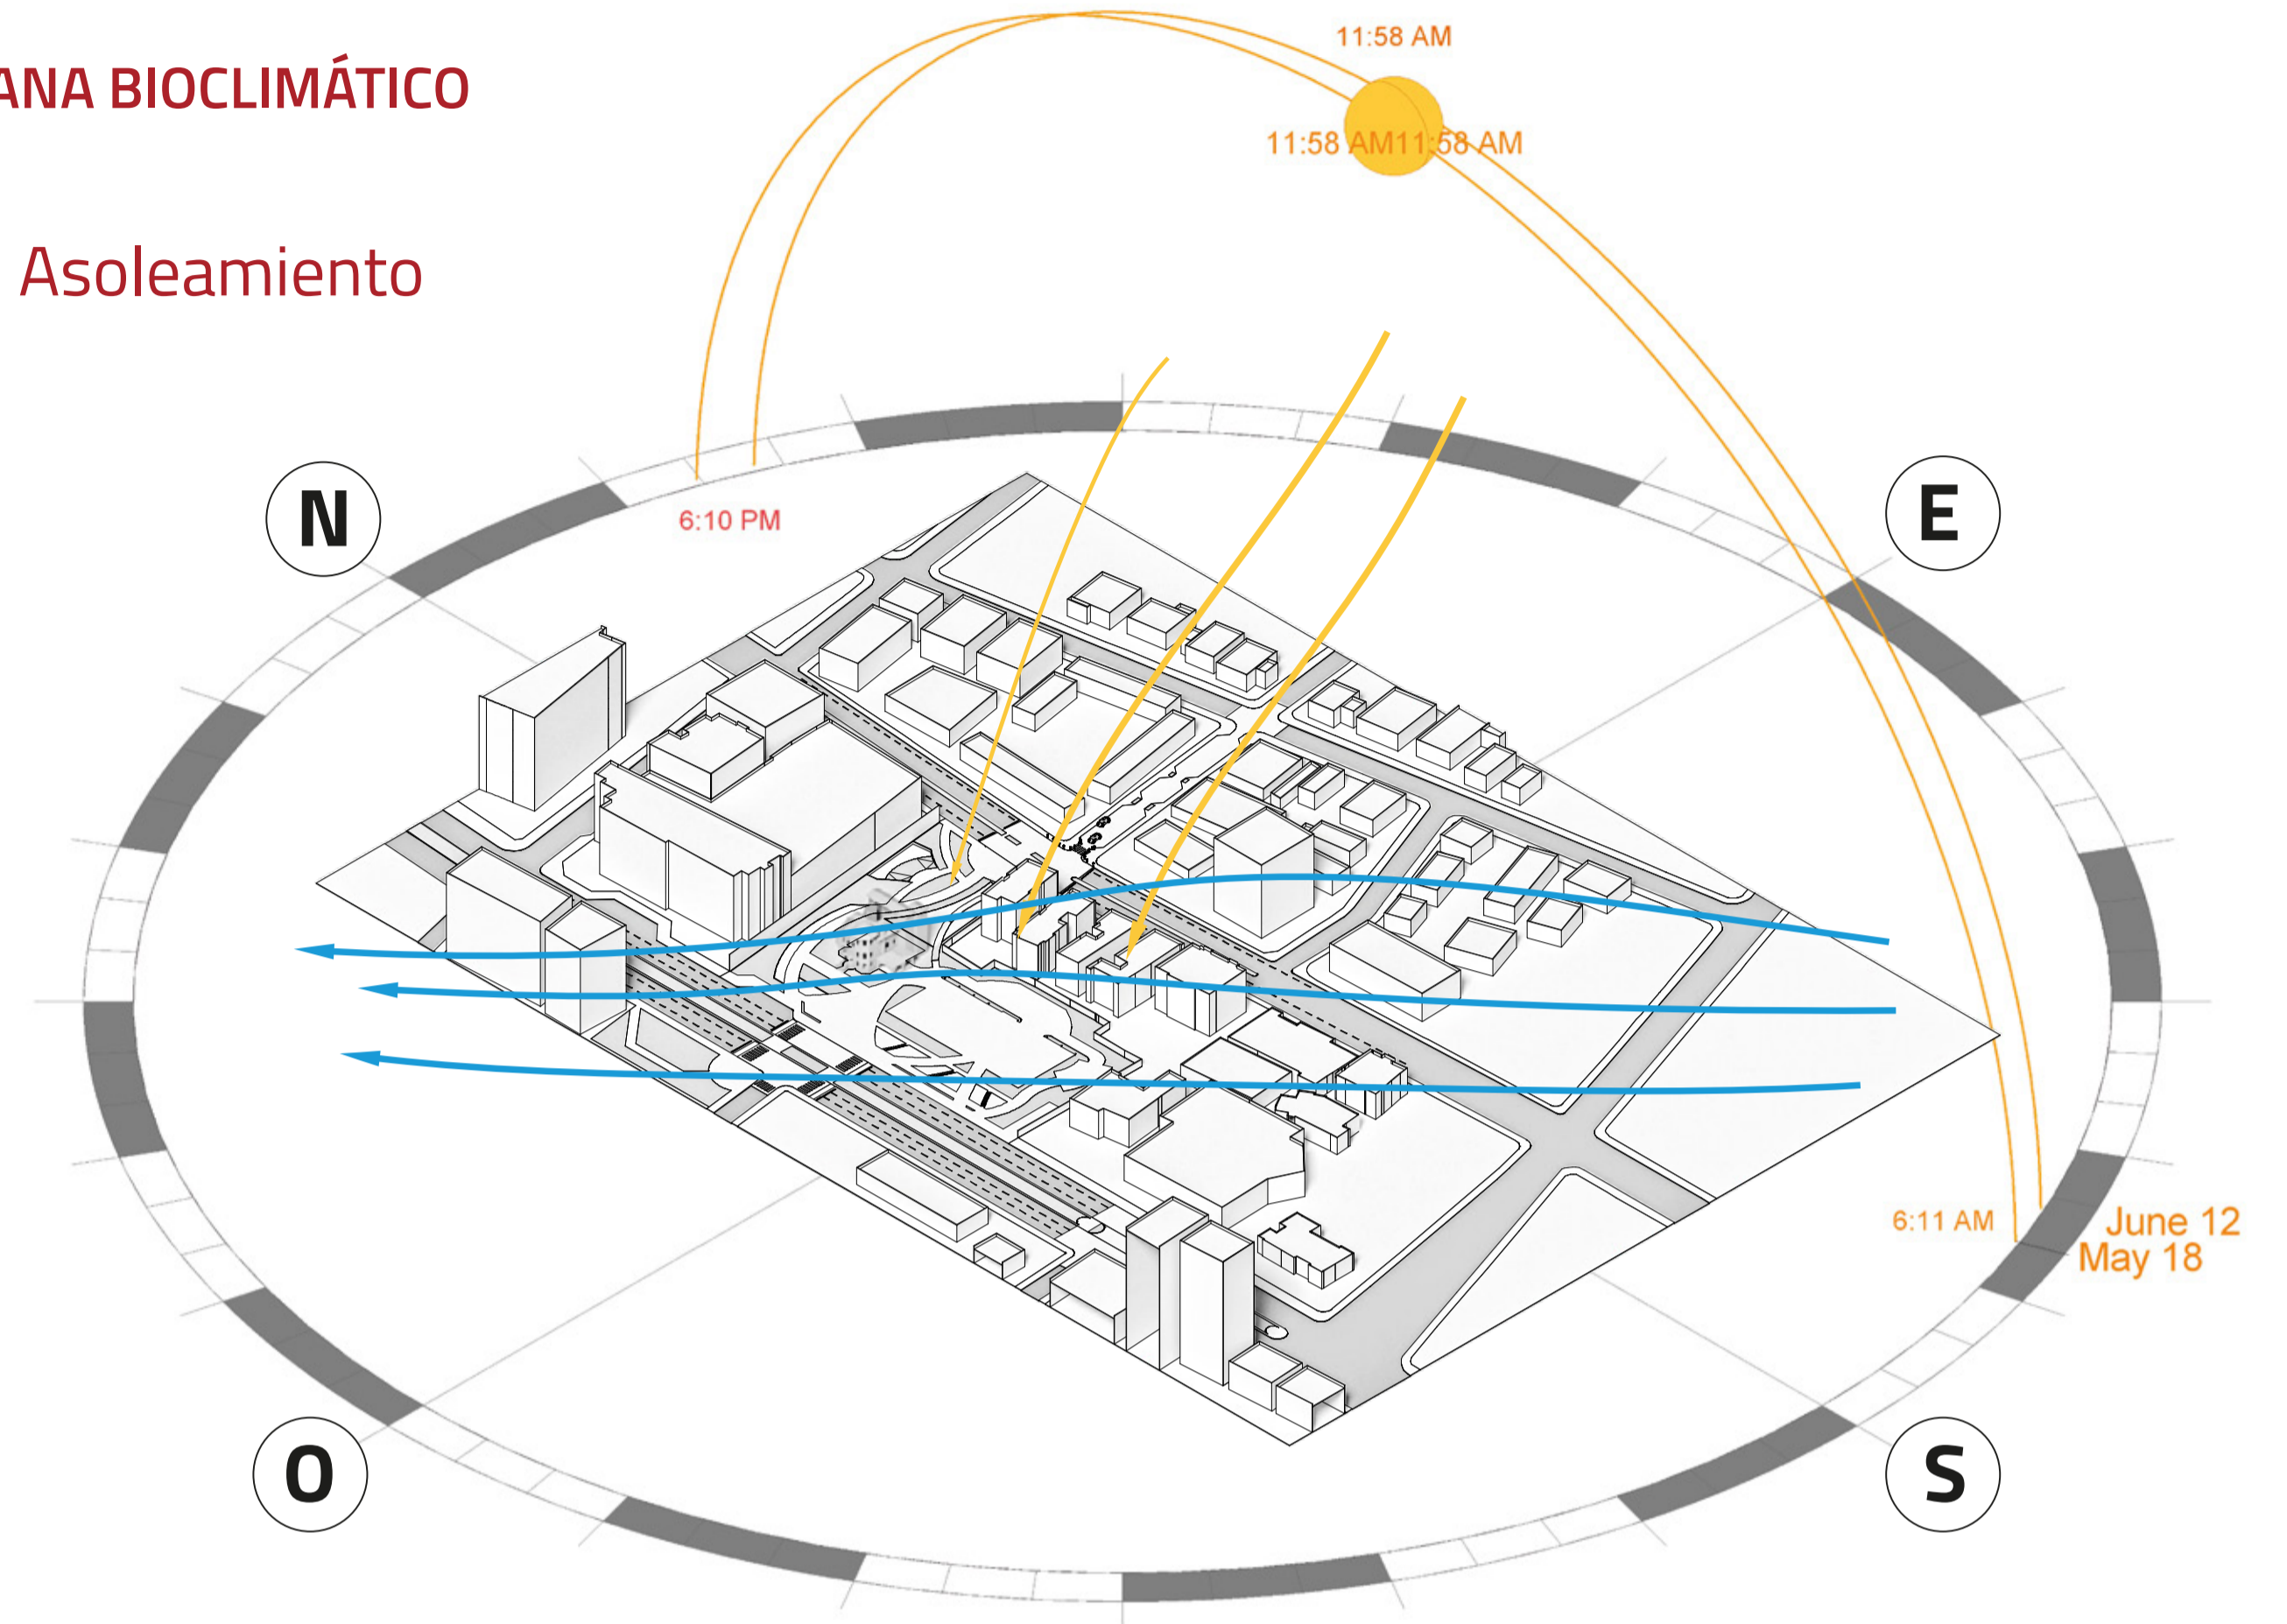 ANA BIOCLIMÁTICO
Asoleamiento
11:58 AM
11:58 AM11:58 AM
N
E
6:10 PM
6:11 AM
June 12
May 18
O
S